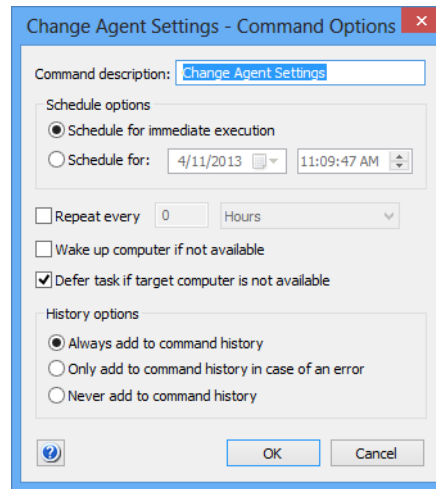 Change Agent Settings - Command Options
Command description: Change Agent Settings
Schedule options
Schedule for immediate execution
Schedule for: 4/11/2013 11:09:47 AM
Repeat every 0 Hours
Wake up computer if not available
Defer task if target computer is not available
History options
Always add to command history
Only add to command history in case of an error
Never add to command history
OK Cancel